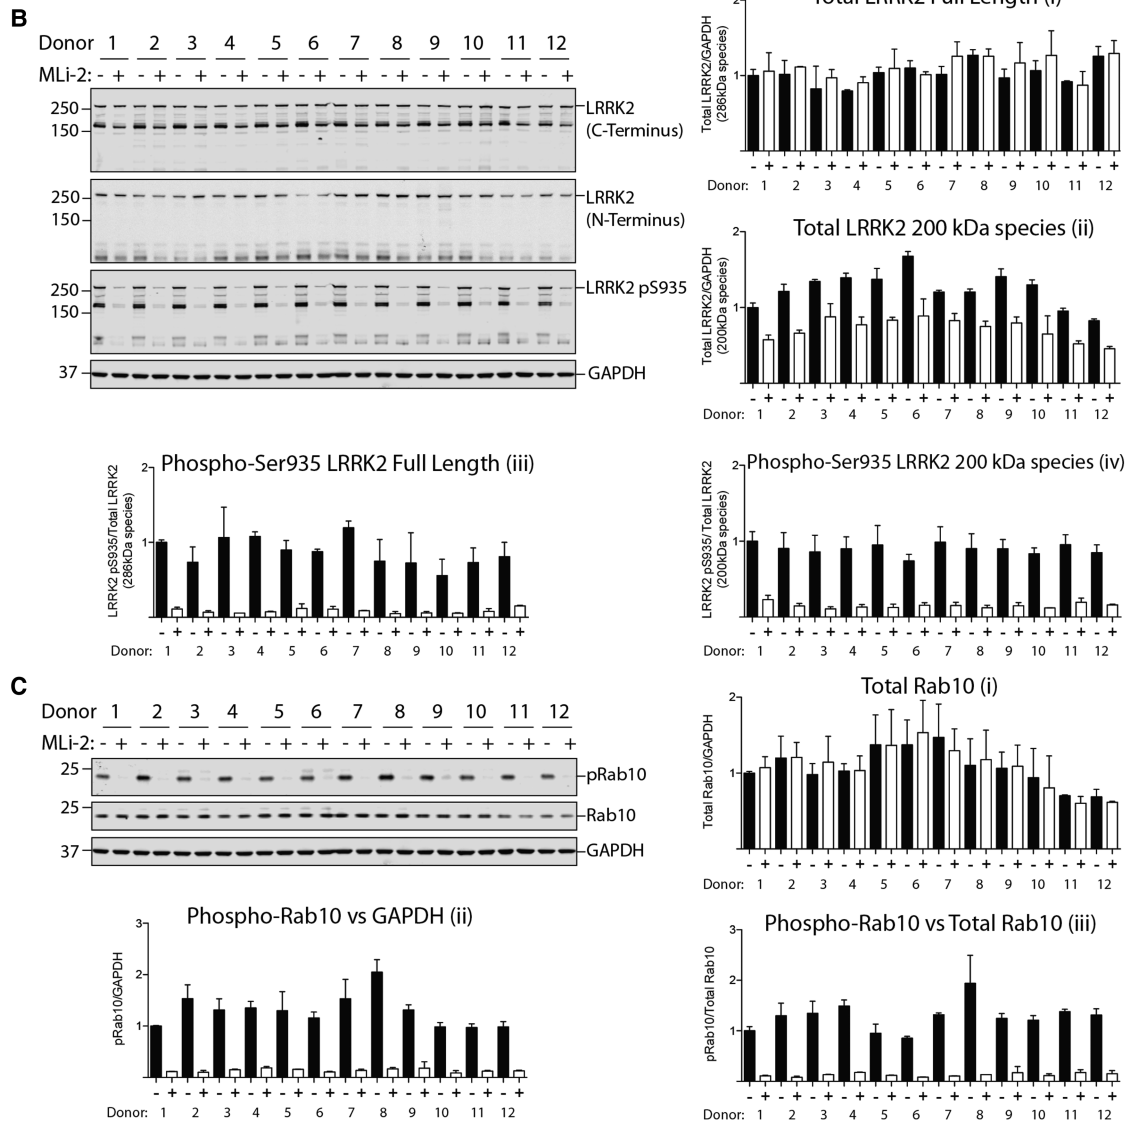 B
Donor 1 2 3 4 5 6 7 8 9 10 11 12
MLi-2: - + - + - + - + - + - + - + - + - + - + - + - +
250
150
LRRK2
(C-Terminus)
250
150
LRRK2
(N-Terminus)
250
150
LRRK2 pS935
37
GAPDH
Total LRRK2 Full Length (i)
Total LRRK2/GAPDH
(286kDa species)
2
1
- + - + - + - + - + - + - + - + - + - + - + - +
Donor: 1 2 3 4 5 6 7 8 9 10 11 12
Total LRRK2 200 kDa species (ii)
Total LRRK2/GAPDH
(200kDa species)
2
1
- + - + - + - + - + - + - + - + - + - + - + - +
Donor: 1 2 3 4 5 6 7 8 9 10 11 12
Phospho-Ser935 LRRK2 Full Length (iii)
LRRK2 pS935/Total LRRK2
(286kDa species)
2
1
- + - + - + - + - + - + - + - + - + - + - + - +
Donor: 1 2 3 4 5 6 7 8 9 10 11 12
Phospho-Ser935 LRRK2 200 kDa species (iv)
LRRK2 pS935/Total LRRK2
(200kDa species)
2
1
- + - + - + - + - + - + - + - + - + - + - + - +
Donor: 1 2 3 4 5 6 7 8 9 10 11 12
C
Donor 1 2 3 4 5 6 7 8 9 10 11 12
MLi-2: - + - + - + - + - + - + - + - + - + - + - + - +
25
pRab10
25
Rab10
37
GAPDH
Total Rab10 (i)
Total Rab10/GAPDH
2
1
- + - + - + - + - + - + - + - + - + - + - + - +
Donor: 1 2 3 4 5 6 7 8 9 10 11 12
Phospho-Rab10 vs GAPDH (ii)
pRab10/GAPDH
3
2
1
- + - + - + - + - + - + - + - + - + - + - + - +
Donor: 1 2 3 4 5 6 7 8 9 10 11 12
Phospho-Rab10 vs Total Rab10 (iii)
pRab10/Total Rab10
3
2
1
- + - + - + - + - + - + - + - + - + - + - + - +
Donor: 1 2 3 4 5 6 7 8 9 10 11 12